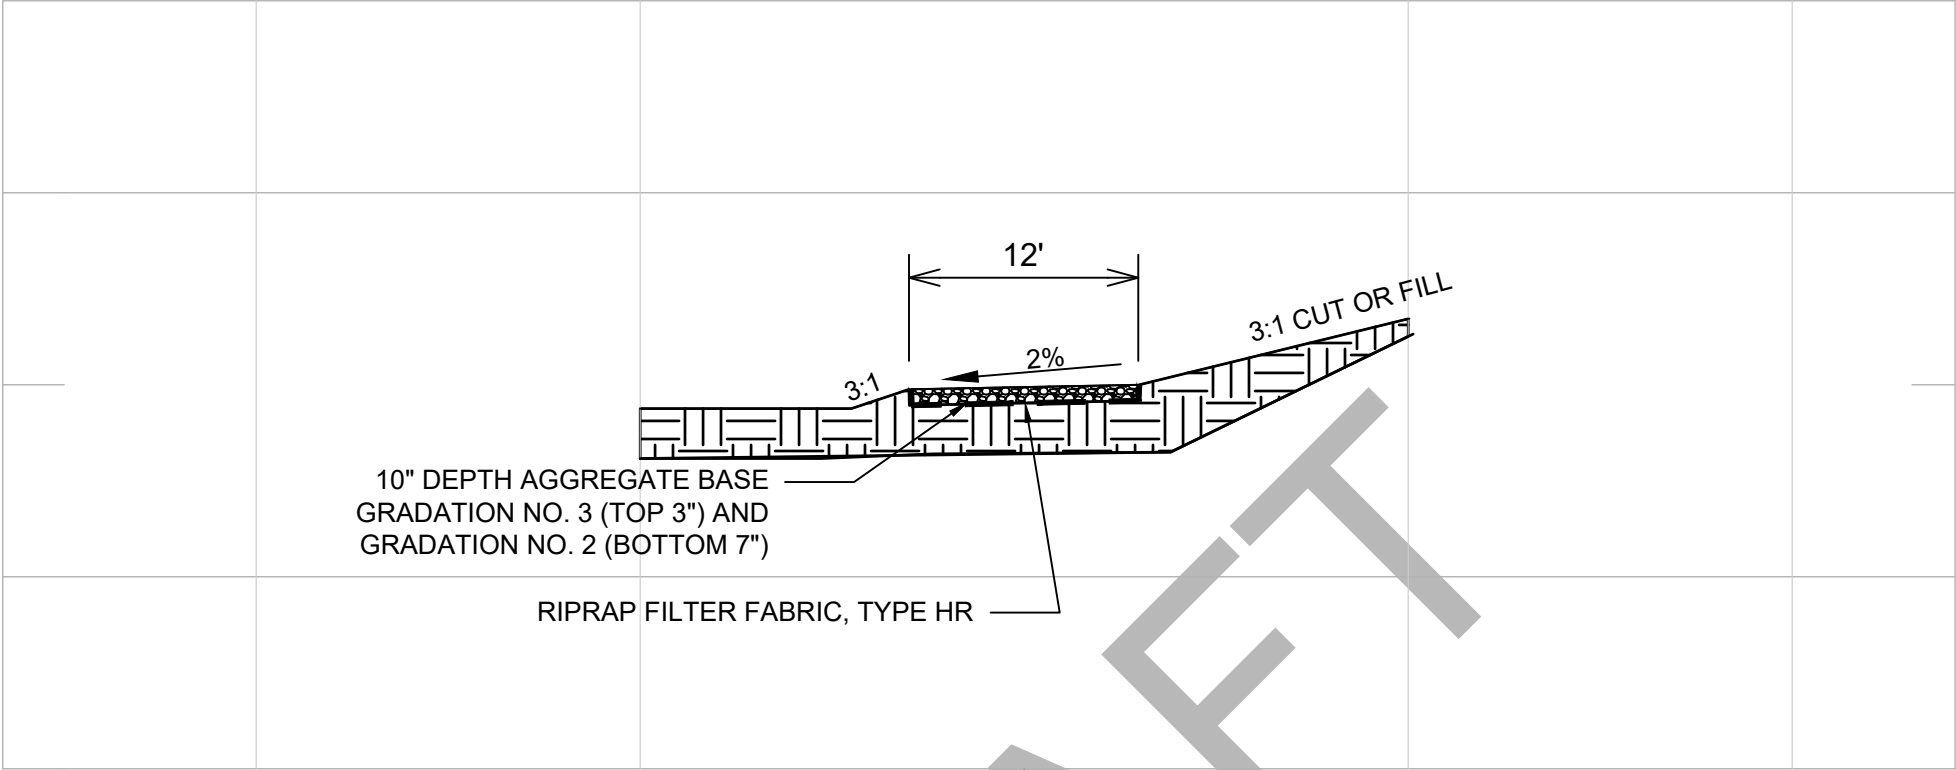 12'
2%
3:1
3:1 CUT OR FILL
10" DEPTH AGGREGATE BASE
GRADATION NO. 3 (TOP 3") AND
GRADATION NO. 2 (BOTTOM 7")
RIPRAP FILTER FABRIC, TYPE HR